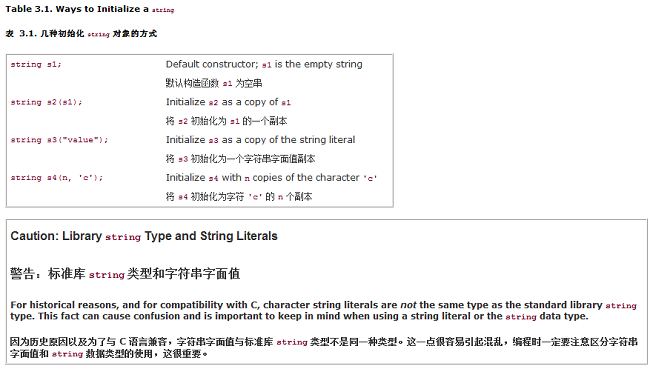 Table 3.1. Ways to Initialize a string
表 3.1. 几种初始化 string 对象的方式
string s1; Default constructor; s1 is the empty string
默认构造函数 s1 为空串
string s2(s1); Initialize s2 as a copy of s1
将 s2 初始化为 s1 的一个副本
string s3("value"); Initialize s3 as a copy of the string literal
将 s3 初始化为一个字符串字面值副本
string s4(n, 'c'); Initialize s4 with n copies of the character 'c'
将 s4 初始化为字符 'c' 的 n 个副本
Caution: Library string Type and String Literals
警告：标准库 string 类型和字符串字面值
For historical reasons, and for compatibility with C, character string literals are not the same type as the standard library string
type. This fact can cause confusion and is important to keep in mind when using a string literal or the string data type.
因为历史原因以及为了与 C 语言兼容，字符串字面值与标准库 string 类型不是同一种类型。这一点很容易引起混乱，编程时一定要注意区分字符串
字面值和 string 数据类型的使用，这很重要。